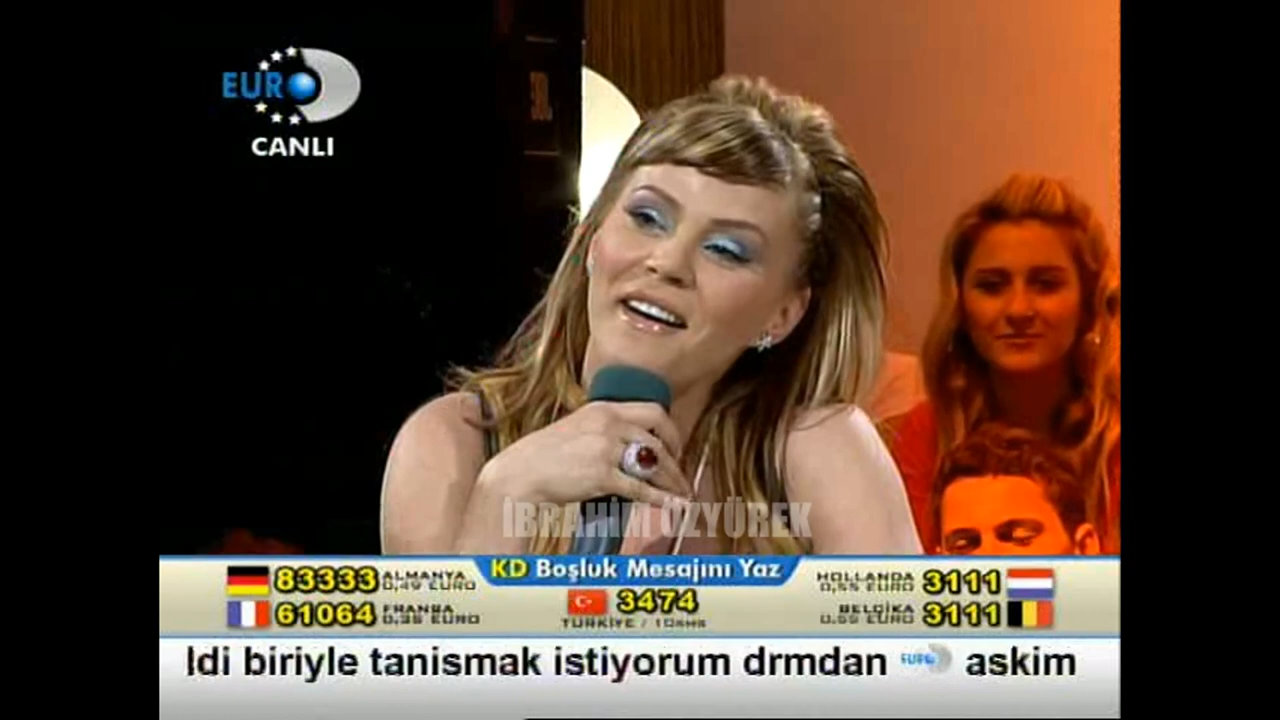 EURO D
CANLI
İBRAHİM ÖZYÜREK
KD Boşluk Mesajını Yaz
83333 ALMANYA 0,49 EURO
61064 FRANSA 0,35 EURO
3474
TÜRKİYE / 10SMS
HOLLANDA 0,55 EURO 3111
BELÇİKA 0.55 EURO 3111
ldi biriyle tanismak istiyorum drmdan EURO D askim